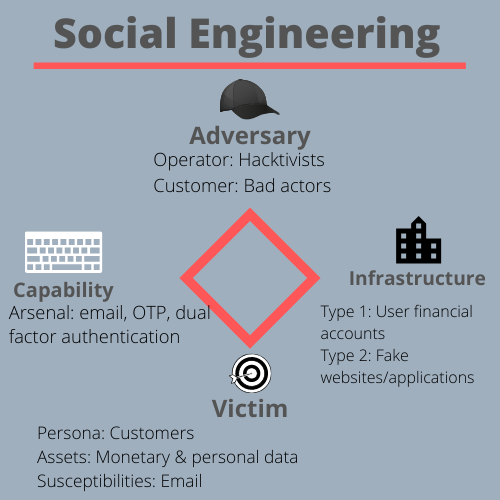 Social Engineering
Adversary
Operator: Hacktivists
Customer: Bad actors
Capability
Arsenal: email, OTP, dual
factor authentication
Infrastructure
Type 1: User financial
accounts
Type 2: Fake
websites/applications
Victim
Persona: Customers
Assets: Monetary & personal data
Susceptibilities: Email